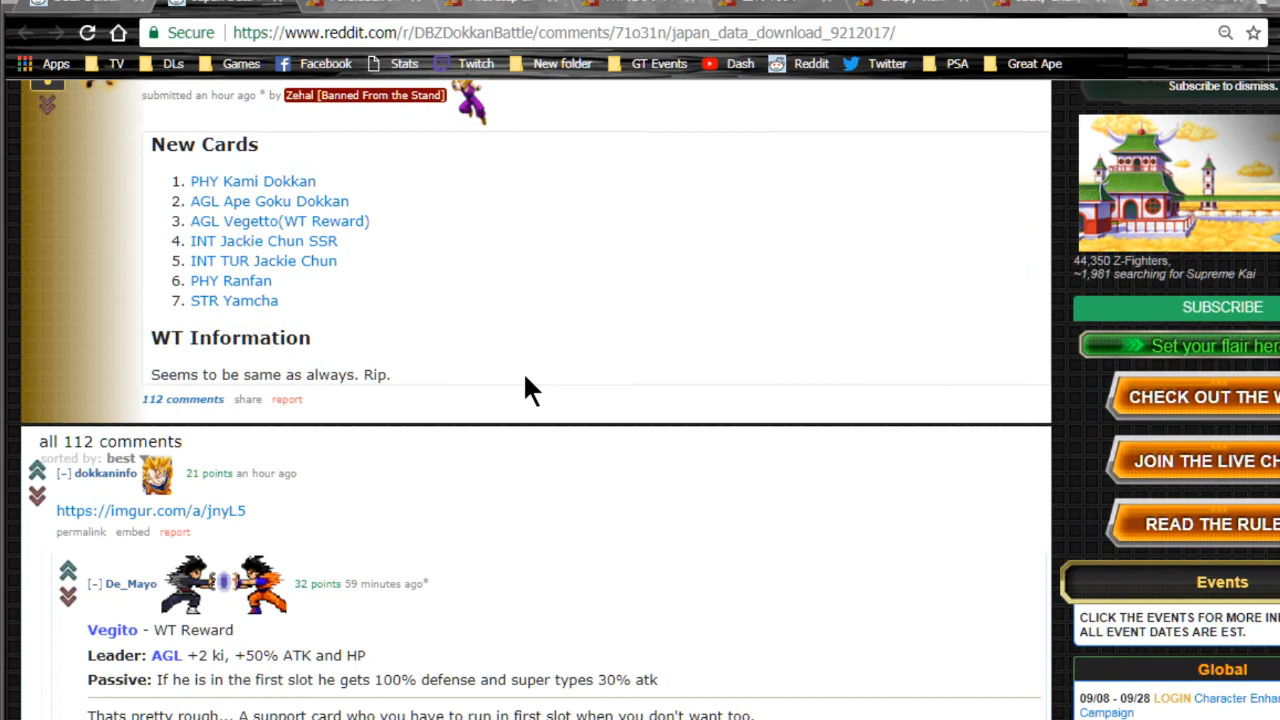 Secure https://www.reddit.com/r/DBZDokkanBattle/comments/71o31n/japan_data_download_9212017/
Apps TV DLs Games Facebook Stats Twitch New folder GT Events Dash Reddit Twitter PSA Great Ape
submitted an hour ago * by Zehal [Banned From the Stand]
Subscribe to dismiss.
New Cards
1. PHY Kami Dokkan
2. AGL Ape Goku Dokkan
3. AGL Vegetto(WT Reward)
4. INT Jackie Chun SSR
5. INT TUR Jackie Chun
6. PHY Ranfan
7. STR Yamcha
WT Information
Seems to be same as always. Rip.
112 comments share report
44,350 Z-Fighters,
~1,981 searching for Supreme Kai
SUBSCRIBE
Set your flair her
CHECK OUT THE W
JOIN THE LIVE CH
READ THE RULE
Events
CLICK THE EVENTS FOR MORE IN
ALL EVENT DATES ARE EST.
Global
09/08 - 09/28 LOGIN Character Enha
Campaign
all 112 comments
sorted by: best
[-] dokkaninfo 21 points an hour ago
https://imgur.com/a/jnyL5
permalink embed report
[-] De_Mayo 32 points 59 minutes ago*
Vegito - WT Reward
Leader: AGL +2 ki, +50% ATK and HP
Passive: If he is in the first slot he gets 100% defense and super types 30% atk
Thats pretty rough... A support card who you have to run in first slot when you don't want too.